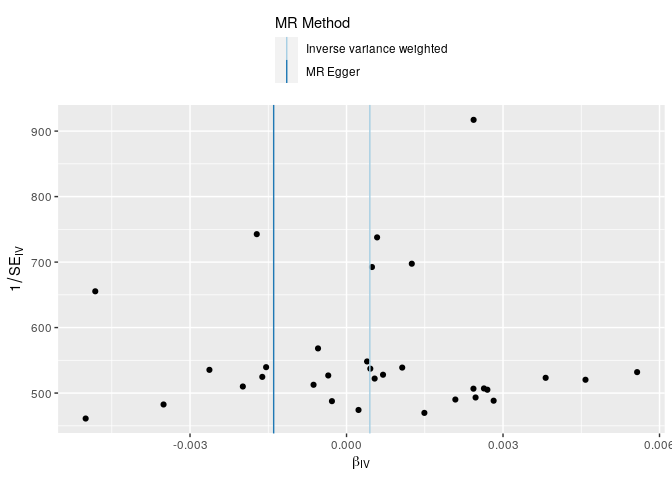 MR Method
Inverse variance weighted
MR Egger
900
800
700
600
500
1/SE_IV
-0.003
0.000
0.003
0.006
β_IV